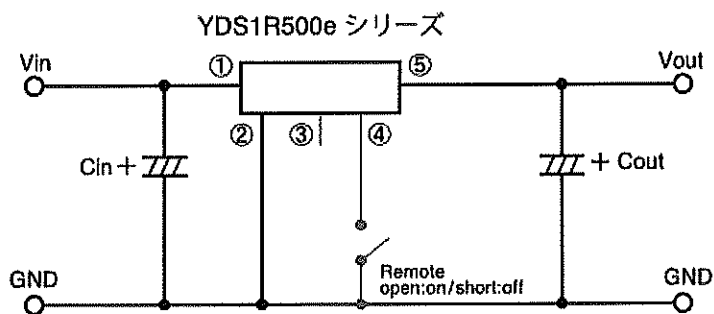 YDS1R500e シリーズ
Vin
①
⑤
Vout
②
③
④
Cin +
+ Cout
GND
Remote
open:on/short:off
GND